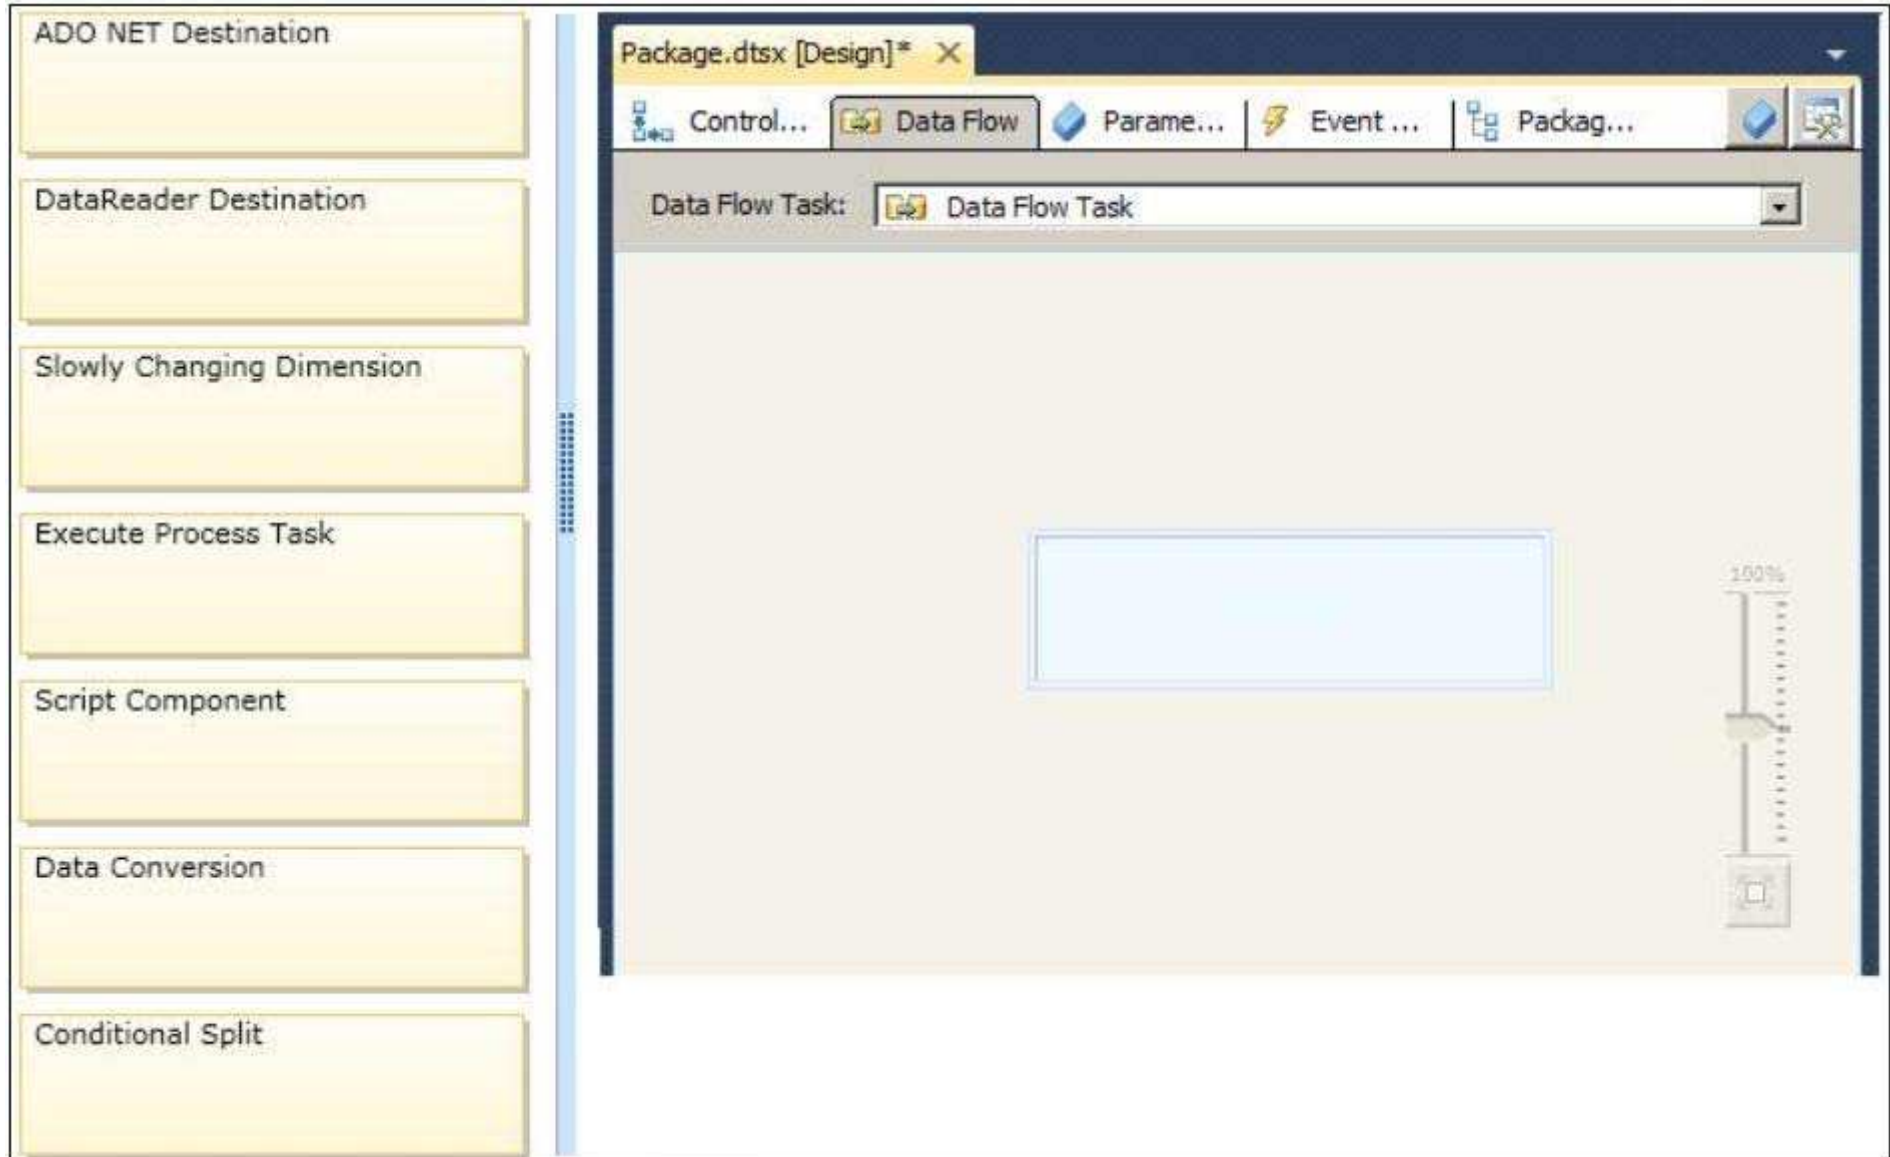 ADO NET Destination
DataReader Destination
Slowly Changing Dimension
Execute Process Task
Script Component
Data Conversion
Conditional Split
Package.dtsx [Design]*
Control... Data Flow Parame... Event ... Packag...
Data Flow Task: Data Flow Task
100%